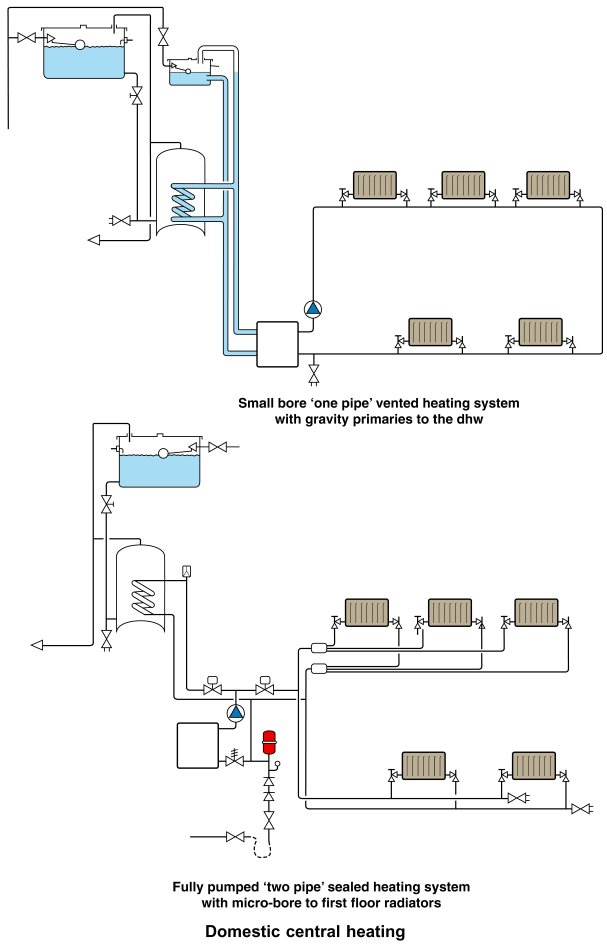 Small bore ‘one pipe’ vented heating system
with gravity primaries to the dhw
Fully pumped ‘two pipe’ sealed heating system
with micro-bore to first floor radiators
Domestic central heating